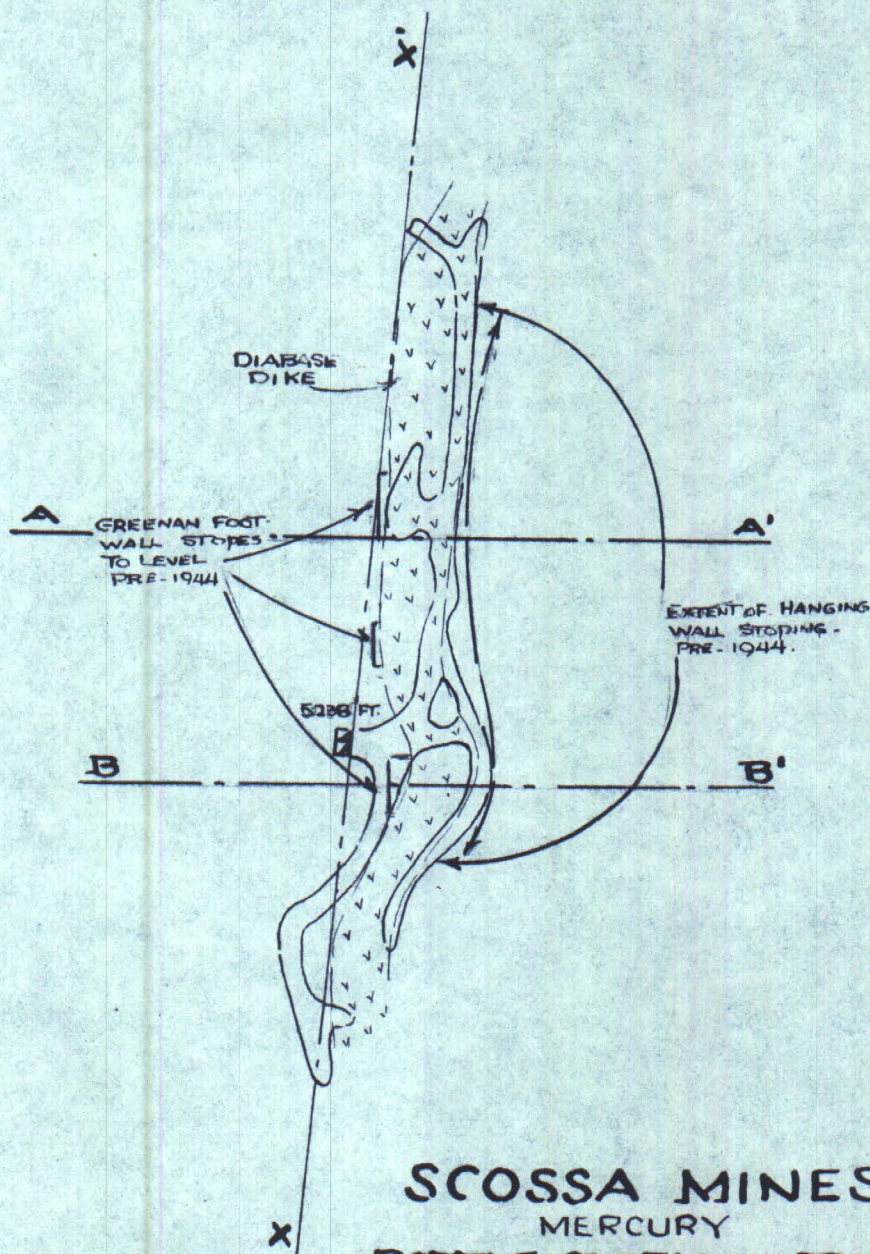 X'
DIABASE
DIKE
A
GREENAN FOOT-
WALL STOPES
TO LEVEL
PRE-1944
A'
EXTENT OF HANGING
WALL STOPING -
PRE-1944.
5238 FT.
B
B'
SCOSSA MINES
MERCURY
X